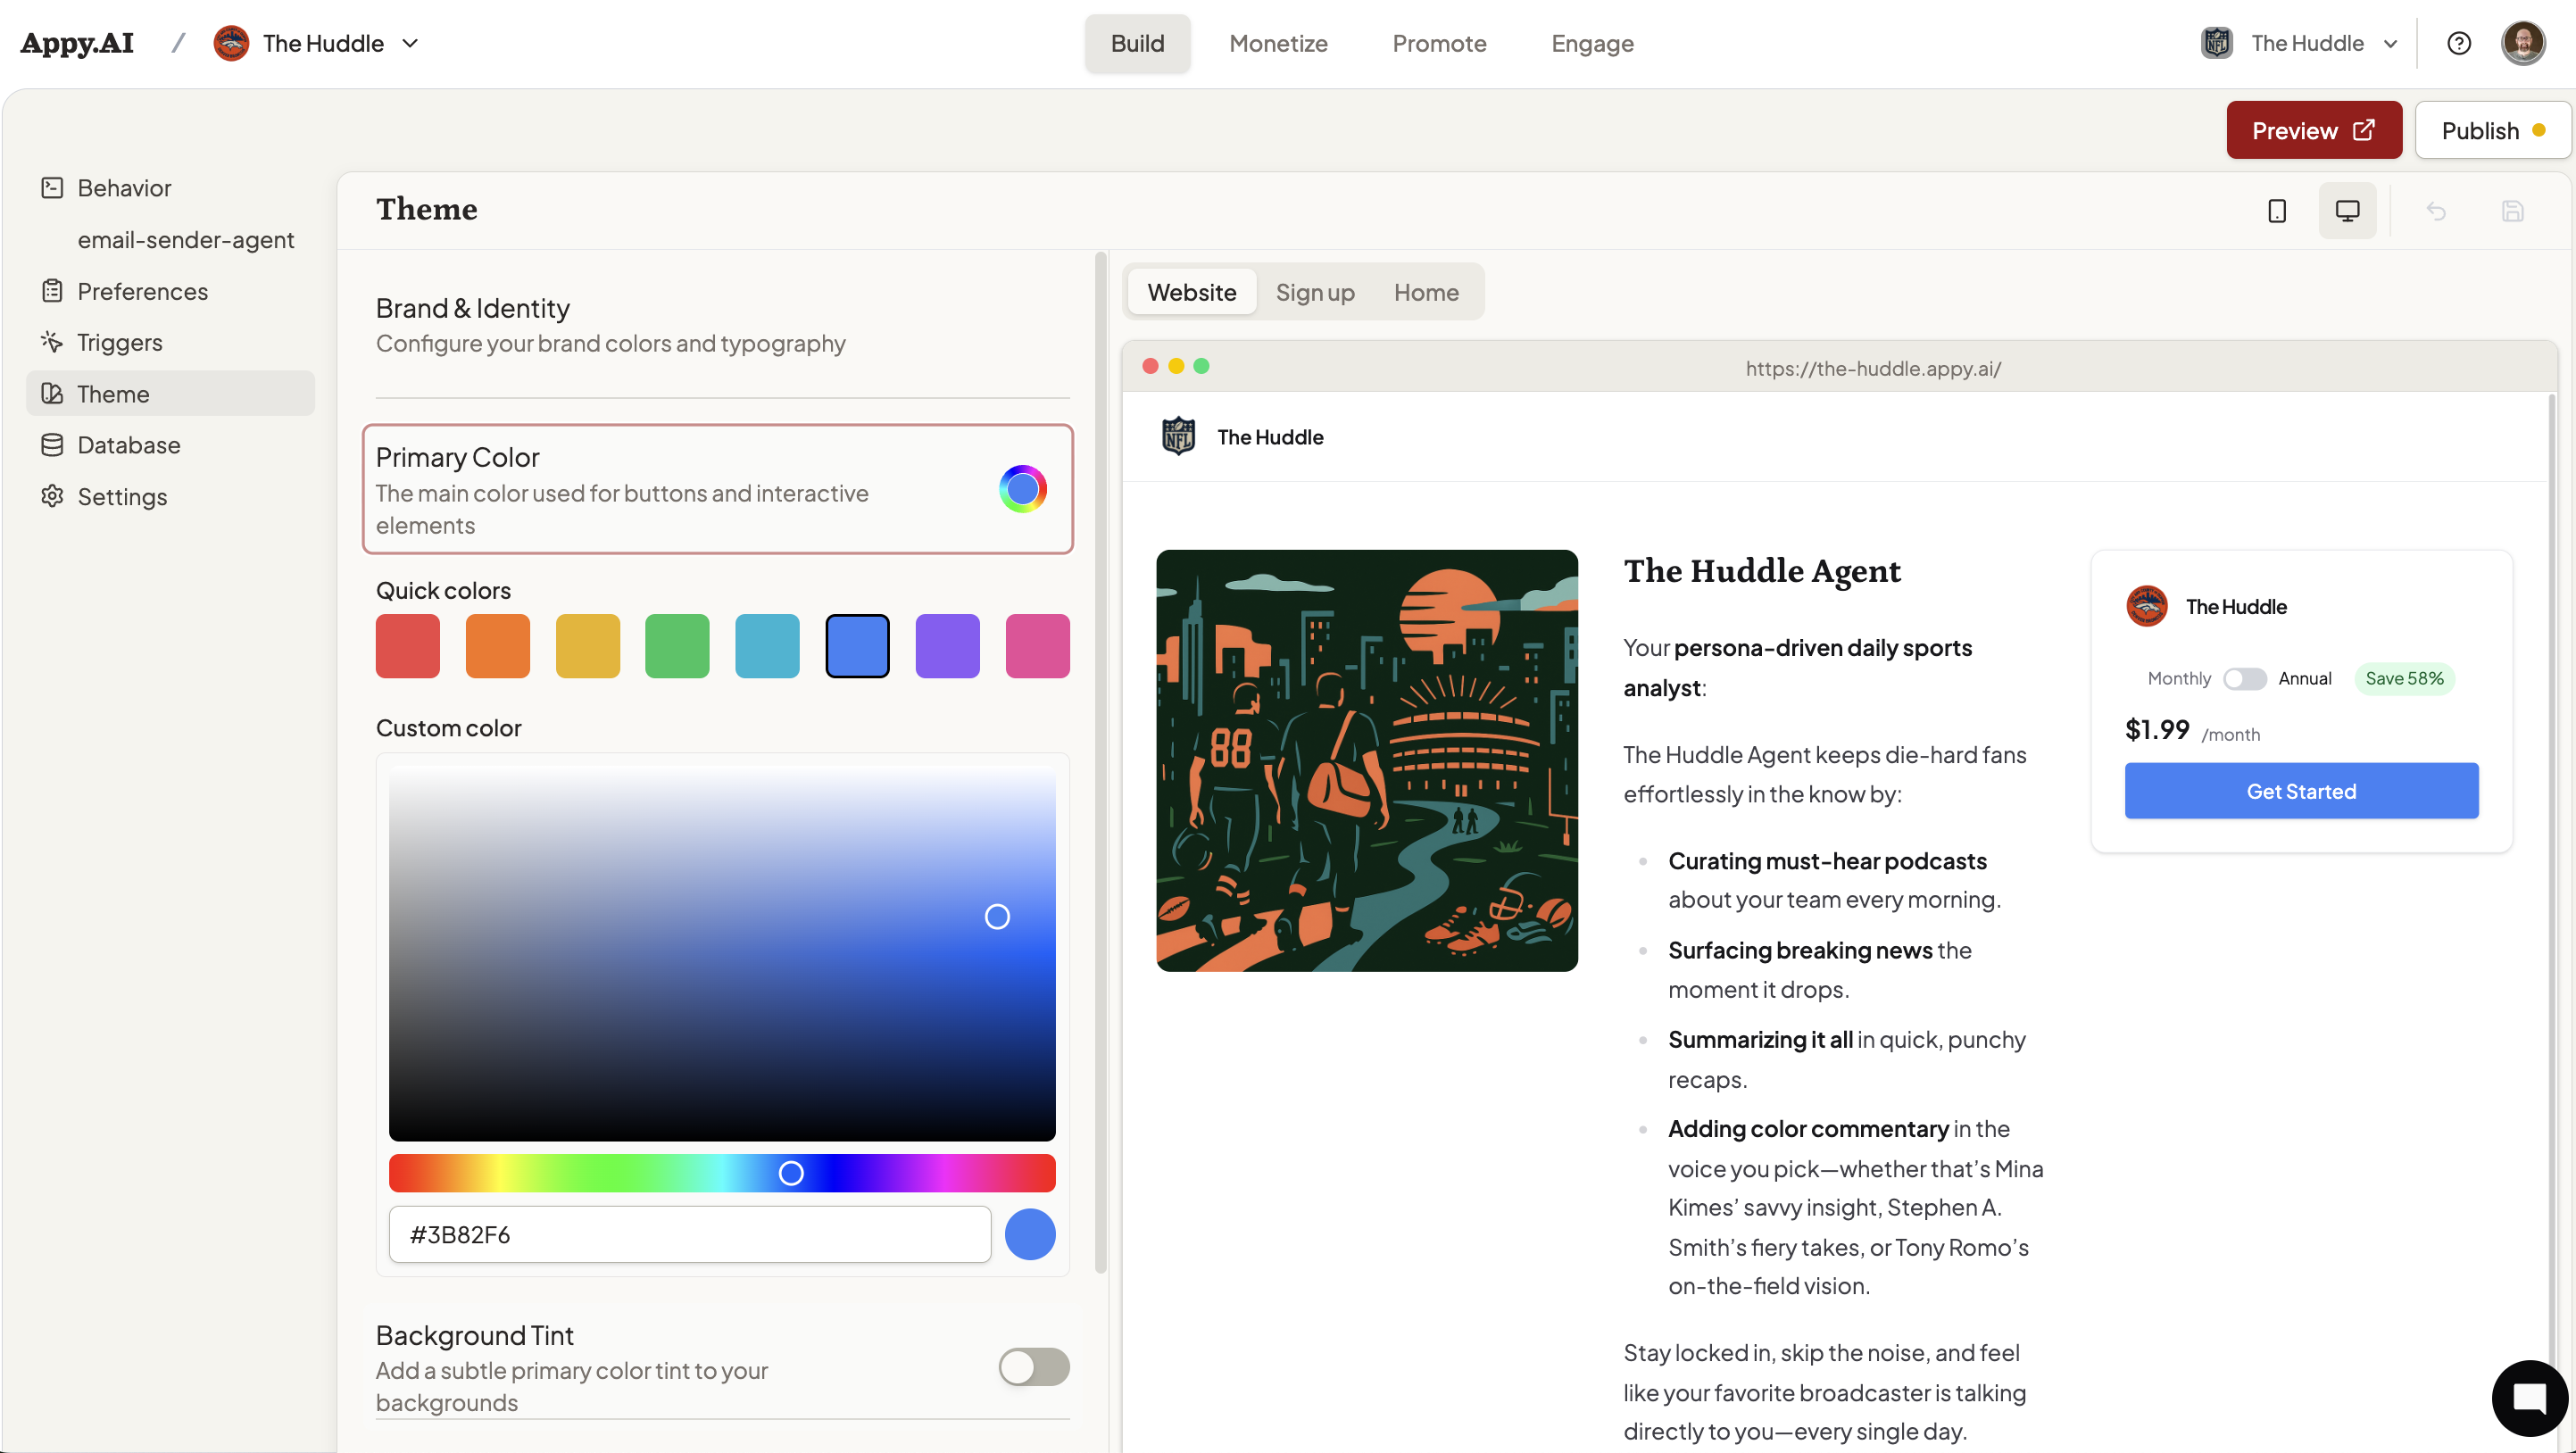 Appy.AI / The Huddle
Build Monetize Promote Engage
The Huddle
Preview Publish
Behavior
email-sender-agent
Preferences
Triggers
Theme
Database
Settings
Theme
Brand & Identity
Configure your brand colors and typography
Primary Color
The main color used for buttons and interactive
elements
Quick colors
Custom color
#3B82F6
Background Tint
Add a subtle primary color tint to your
backgrounds
Website Sign up Home
https://the-huddle.appy.ai/
NFL The Huddle
88
The Huddle Agent
Your persona-driven daily sports
analyst:
The Huddle Agent keeps die-hard fans
effortlessly in the know by:
Curating must-hear podcasts
about your team every morning.
Surfacing breaking news the
moment it drops.
Summarizing it all in quick, punchy
recaps.
Adding color commentary in the
voice you pick—whether that's Mina
Kimes' savvy insight, Stephen A.
Smith's fiery takes, or Tony Romo's
on-the-field vision.
Stay locked in, skip the noise, and feel
like your favorite broadcaster is talking
directly to you—every single day.
The Huddle
Monthly Annual Save 58%
$1.99 /month
Get Started